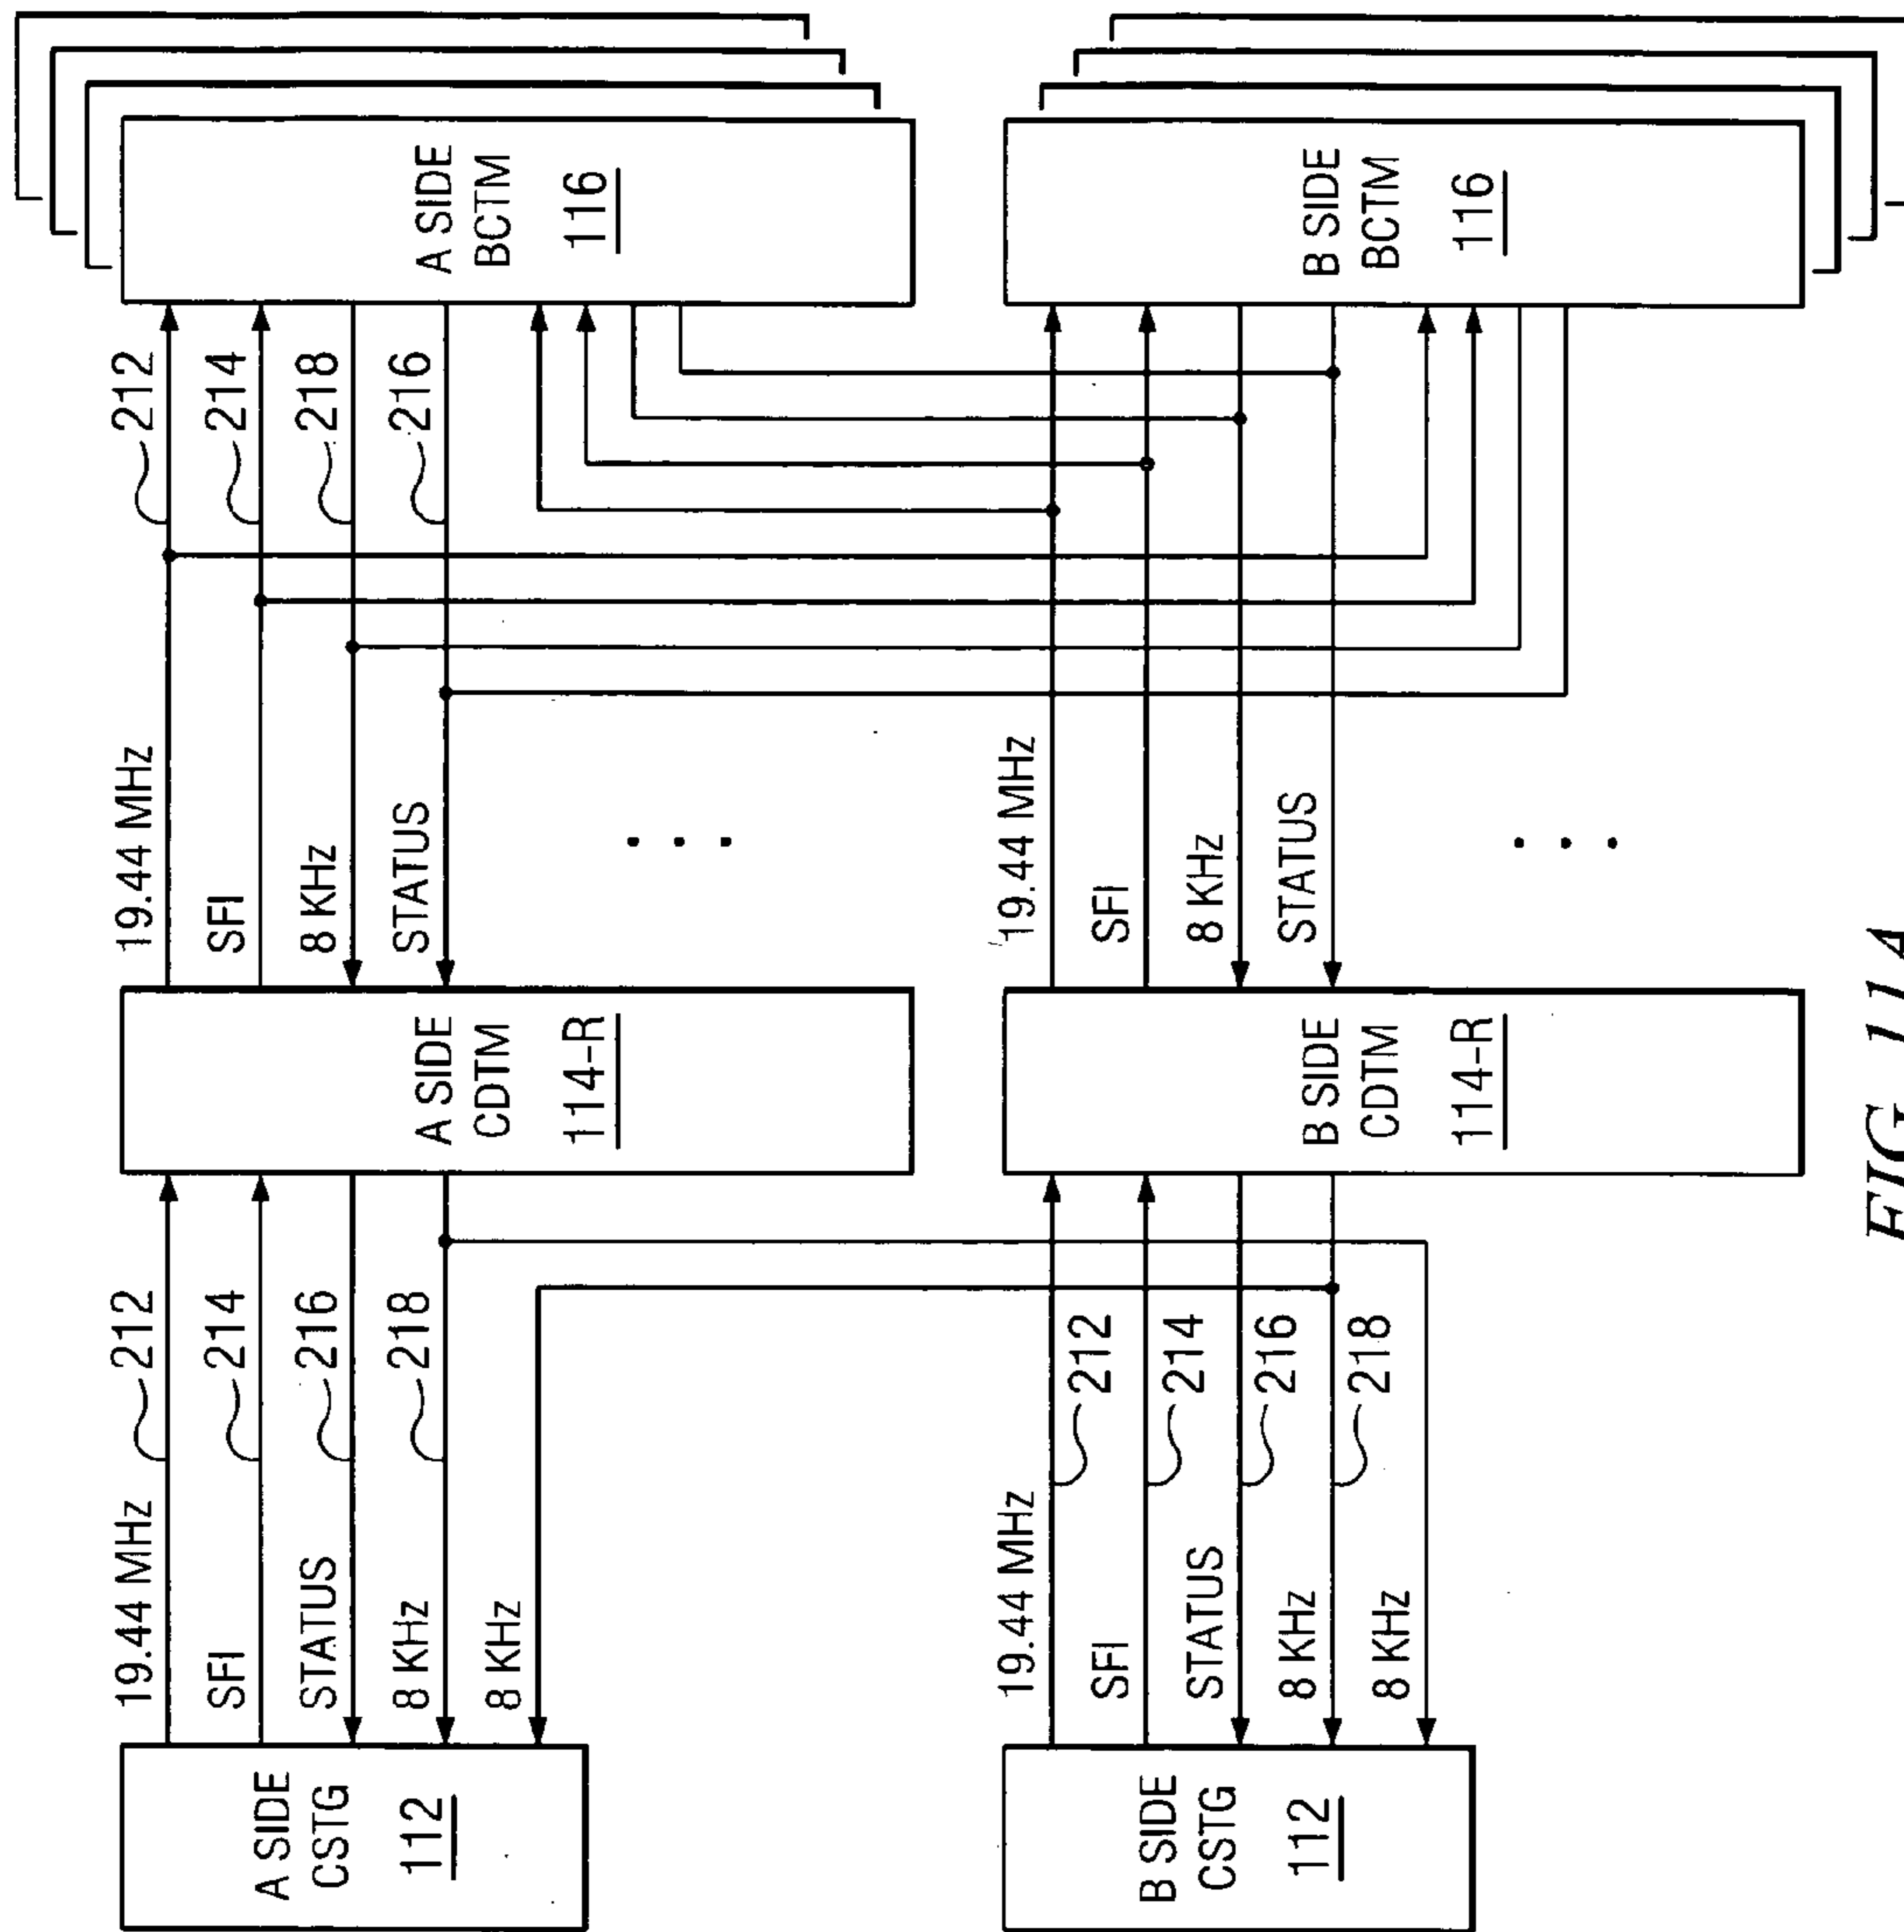 A SIDE
CSTG
112
19.44 MHz
212
SFI
214
STATUS
216
8 KHz
218
8 KHz
A SIDE
CDTM
114-R
19.44 MHz
212
SFI
214
8 KHz
218
STATUS
216
. . .
A SIDE
BCTM
116
B SIDE
CSTG
112
19.44 MHz
212
SFI
214
STATUS
216
8 KHz
218
8 KHz
B SIDE
CDTM
114-R
19.44 MHz
SFI
8 KHz
STATUS
. . .
B SIDE
BCTM
116
FIG. 11A